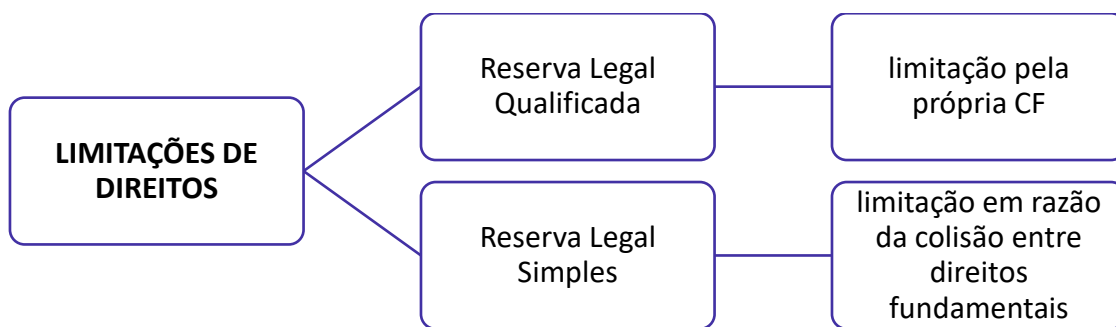 LIMITAÇÕES DE
DIREITOS
Reserva Legal
Qualificada
limitação pela
própria CF
Reserva Legal
Simples
limitação em razão
da colisão entre
direitos
fundamentais